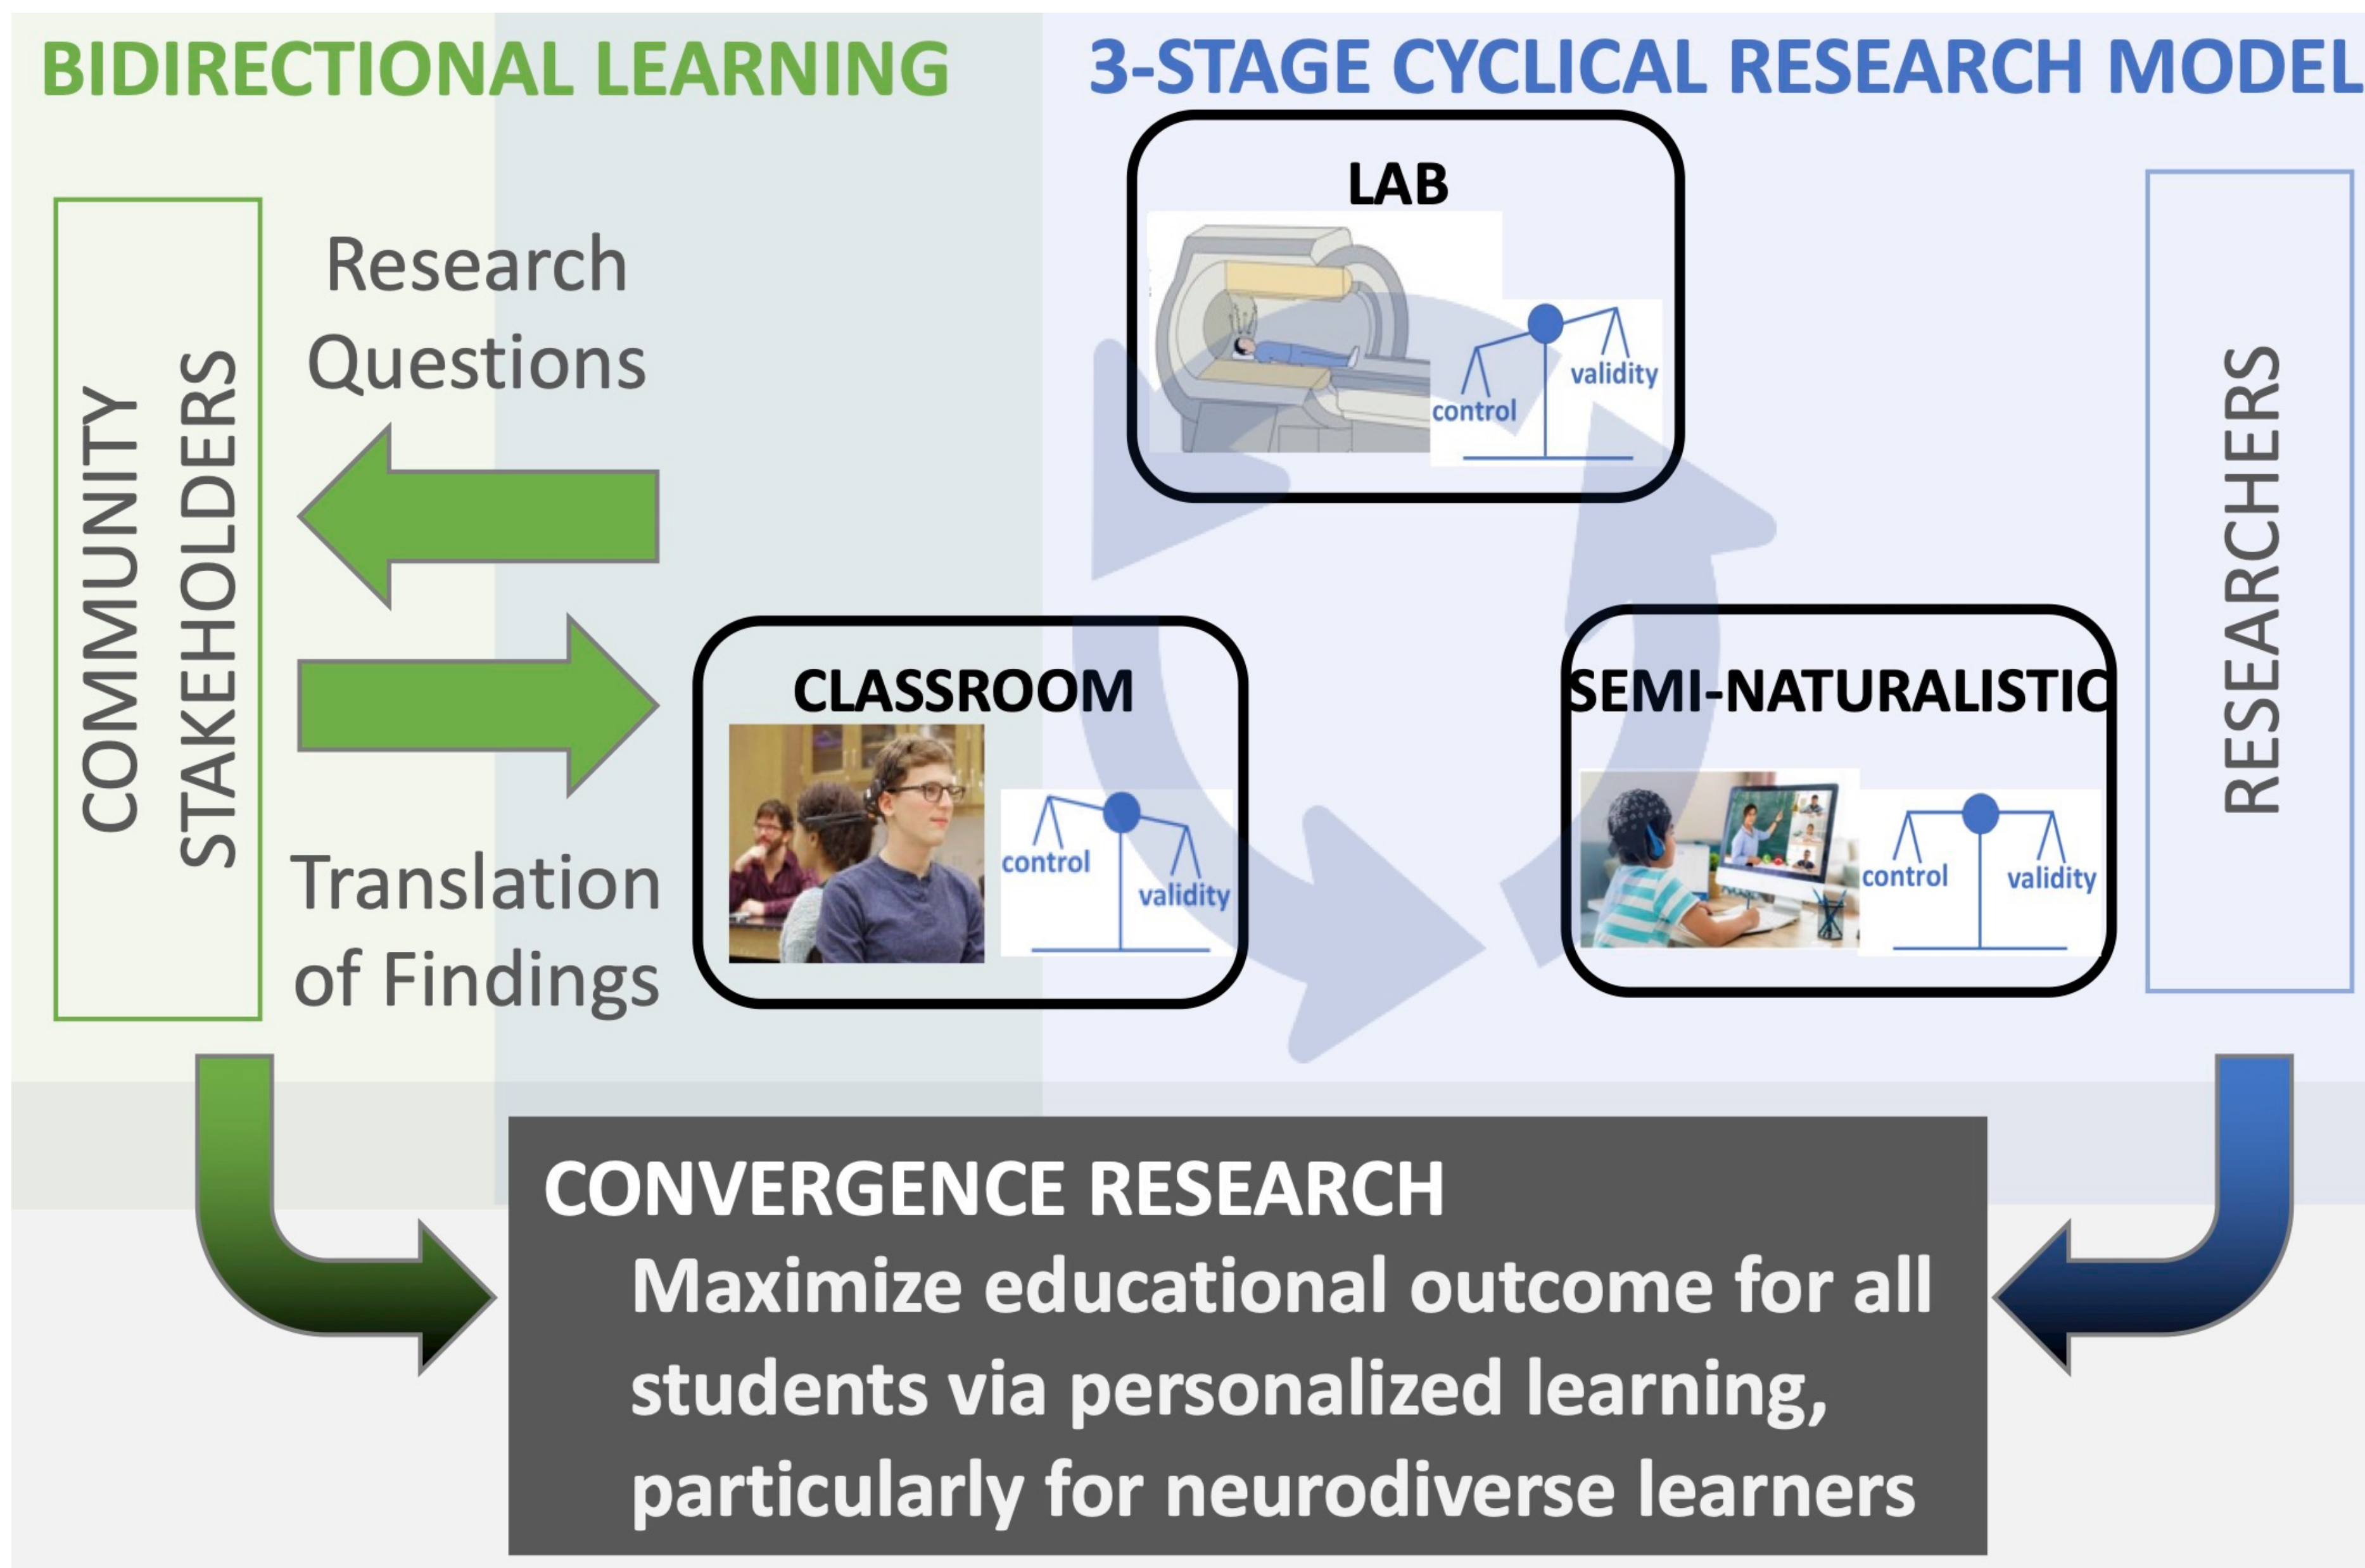 BIDIRECTIONAL LEARNING
3-STAGE CYCLICAL RESEARCH MODEL
COMMUNITY
STAKEHOLDERS
Research
Questions
Translation
of Findings
LAB
control
validity
CLASSROOM
control
validity
SEMI-NATURALISTIC
control
validity
RESEARCHERS
CONVERGENCE RESEARCH
Maximize educational outcome for all
students via personalized learning,
particularly for neurodiverse learners